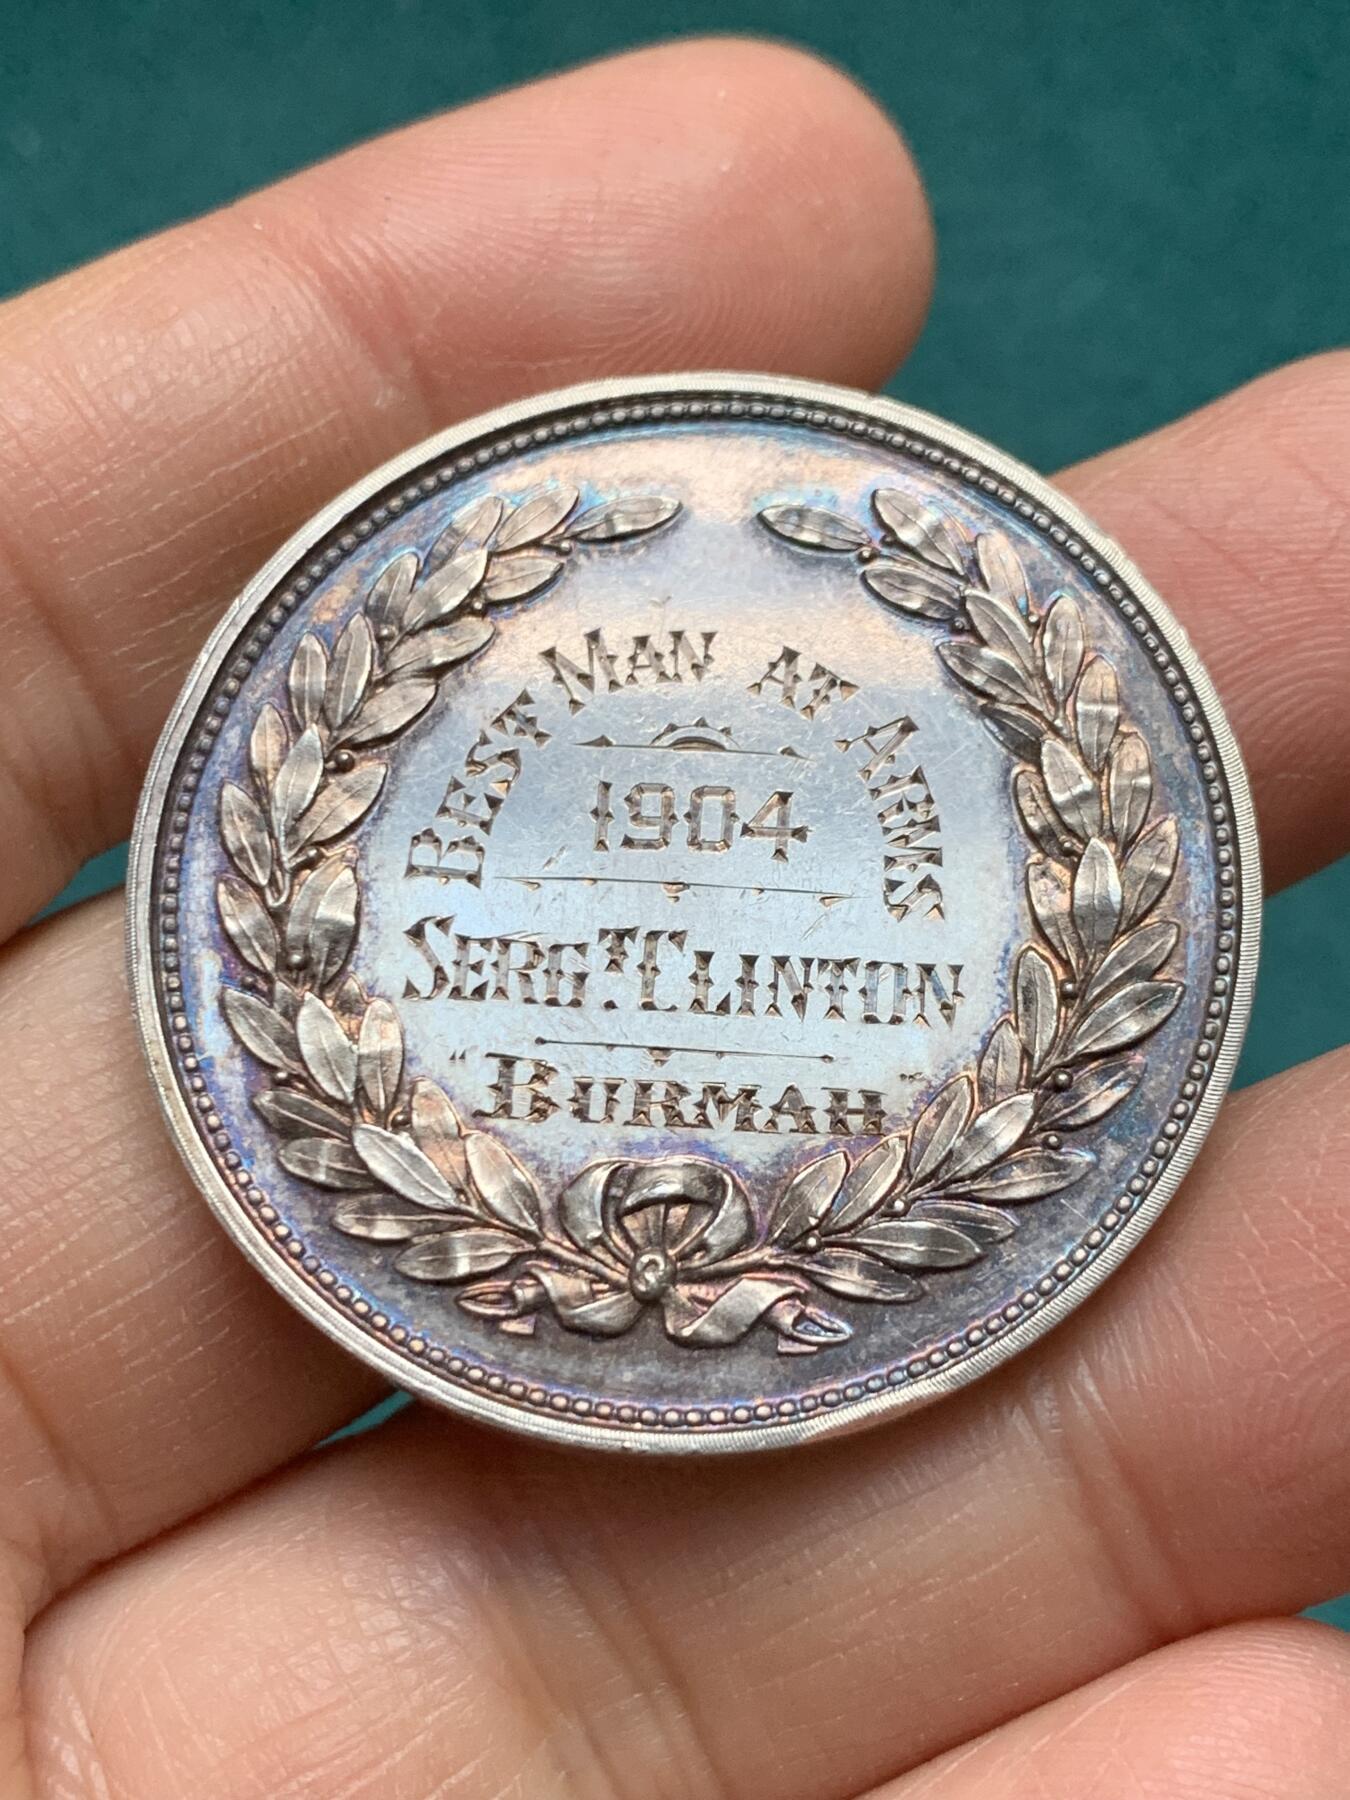 BEST MAN AT ARMS
1904
SERGT. CLINTON
"BURMAH"